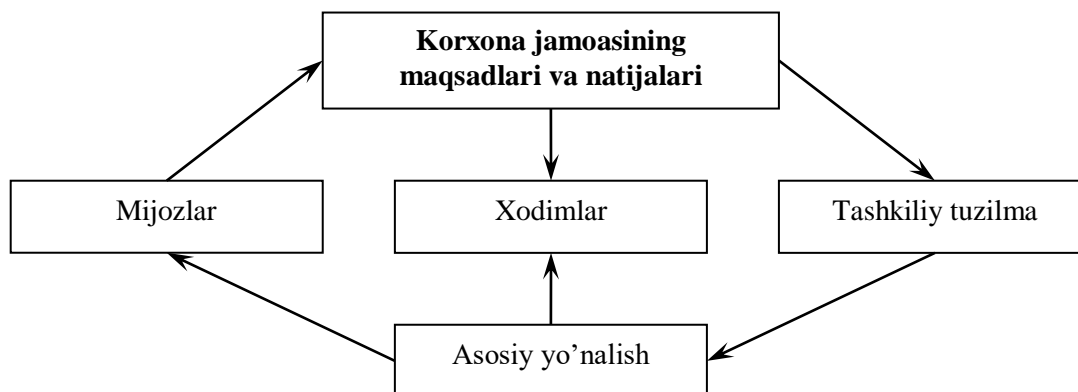 Korxona jamoasining
maqsadlari va natijalari
Mijozlar
Xodimlar
Tashkiliy tuzilma
Asosiy yo’nalish